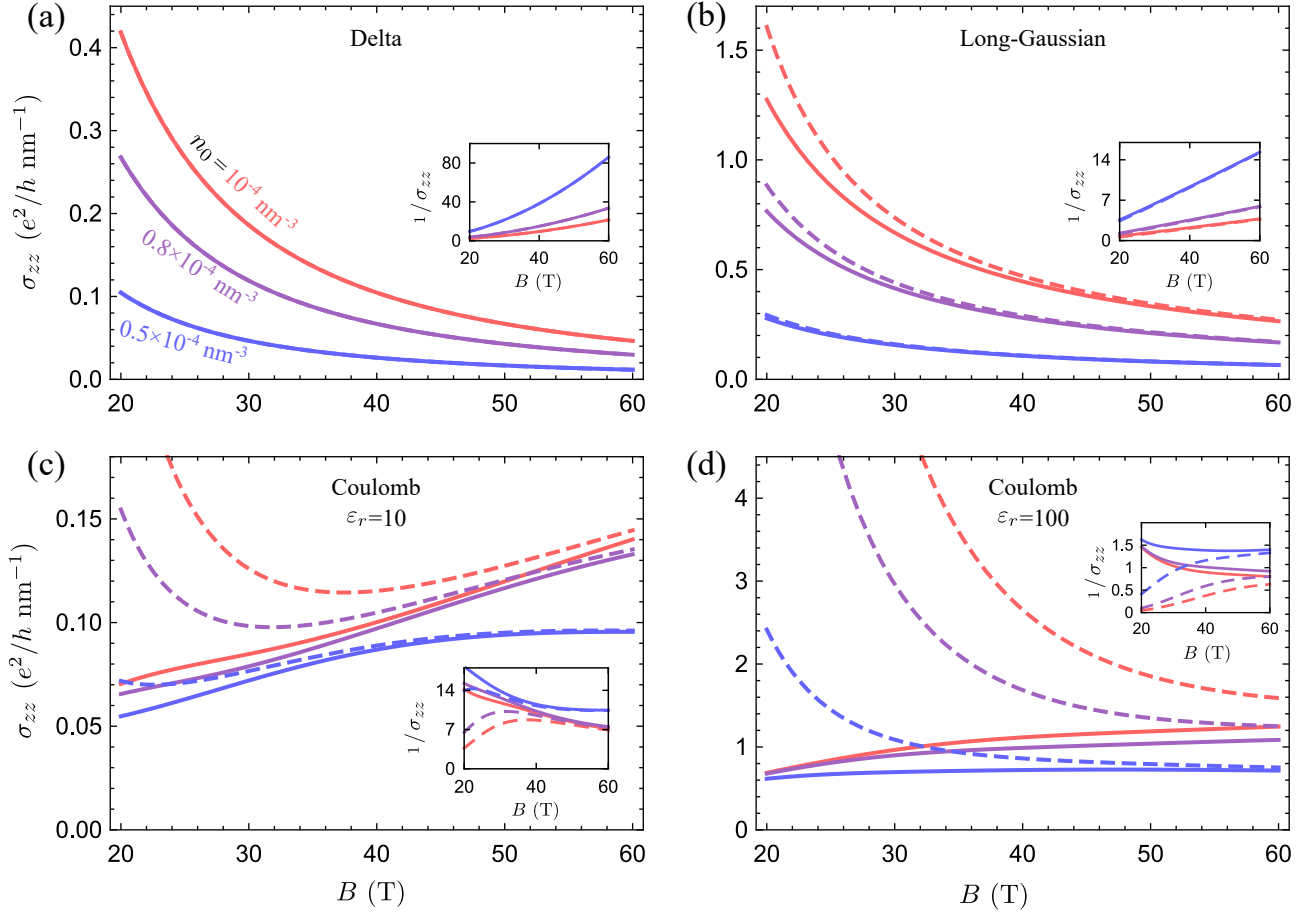 (a)
Delta
σzz (e²/h nm⁻¹)
0.4
0.3
0.2
0.1
0.0
n₀ = 10⁻⁴ nm⁻³
0.8×10⁻⁴ nm⁻³
0.5×10⁻⁴ nm⁻³
1/σzz
80
40
0
20 40 60
B (T)
20 30 40 50 60
(b)
Long-Gaussian
1.5
1.0
0.5
0.0
1/σzz
14
7
0
20 40 60
B (T)
20 30 40 50 60
(c)
Coulomb
εr=10
σzz (e²/h nm⁻¹)
0.15
0.10
0.05
0.00
1/σzz
14
7
0
20 40 60
B (T)
20 30 40 50 60
B (T)
(d)
Coulomb
εr=100
4
3
2
1
0
1/σzz
1.5
1
0.5
0
20 40 60
B (T)
20 30 40 50 60
B (T)